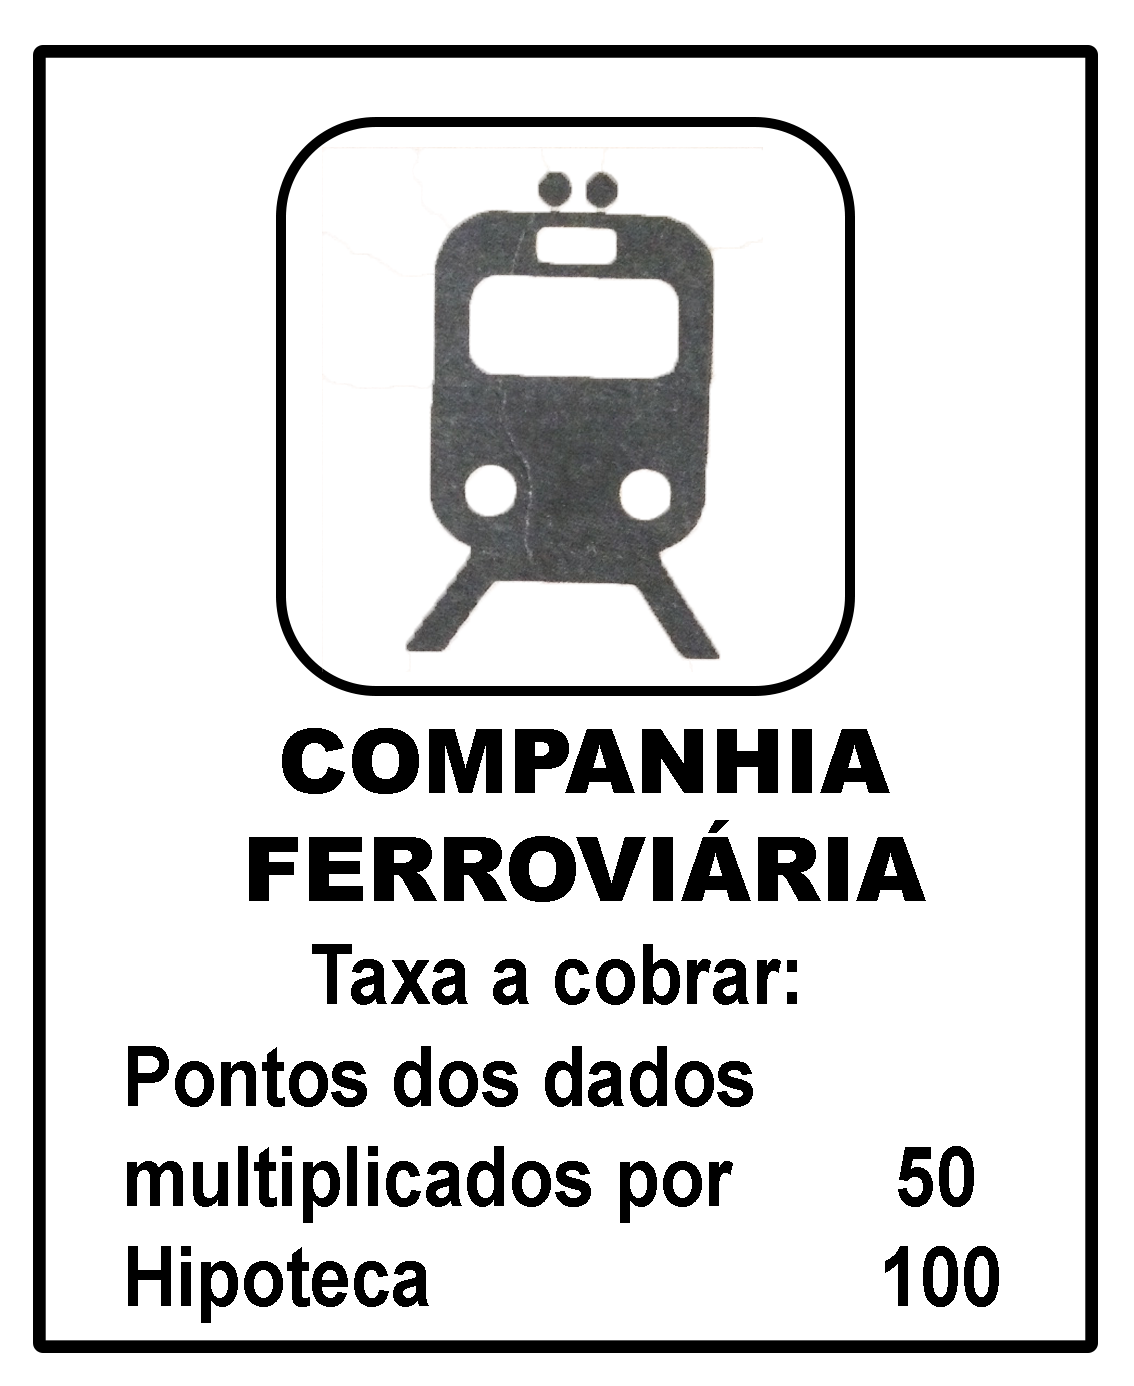 COMPANHIA
FERROVIÁRIA
Taxa a cobrar:
Pontos dos dados
multiplicados por 50
Hipoteca 100